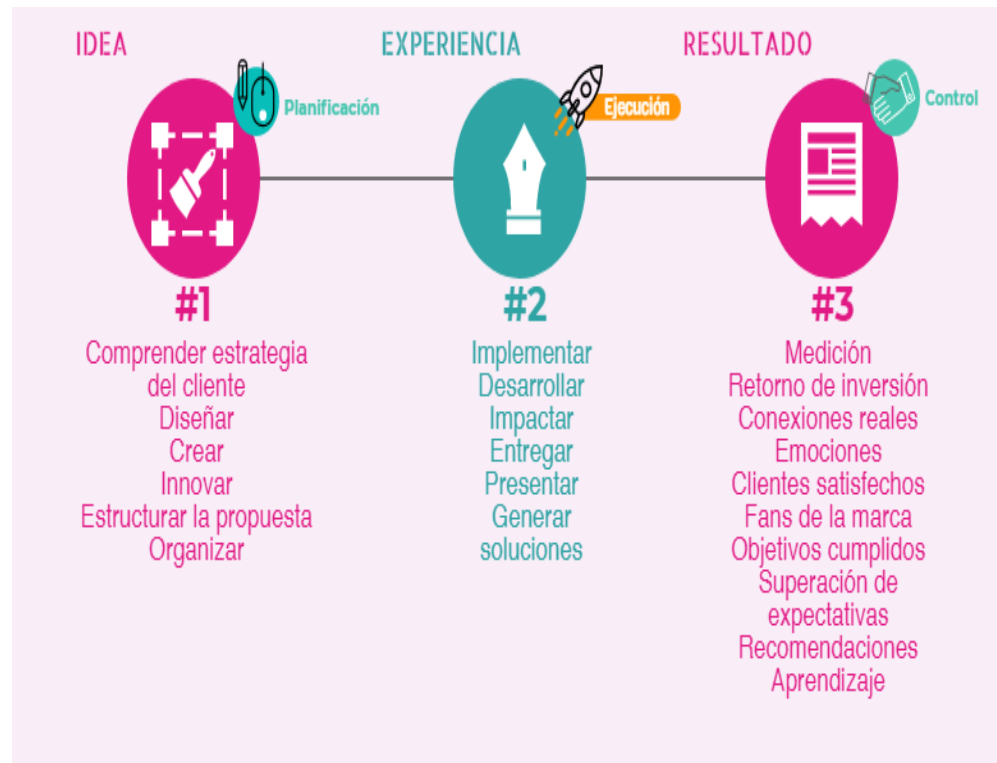 IDEA
Planificación
#1
Comprender estrategia
del cliente
Diseñar
Crear
Innovar
Estructurar la propuesta
Organizar
EXPERIENCIA
Ejecución
#2
Implementar
Desarrollar
Impactar
Entregar
Presentar
Generar
soluciones
RESULTADO
Control
#3
Medición
Retorno de inversión
Conexiones reales
Emociones
Clientes satisfechos
Fans de la marca
Objetivos cumplidos
Superación de
expectativas
Recomendaciones
Aprendizaje